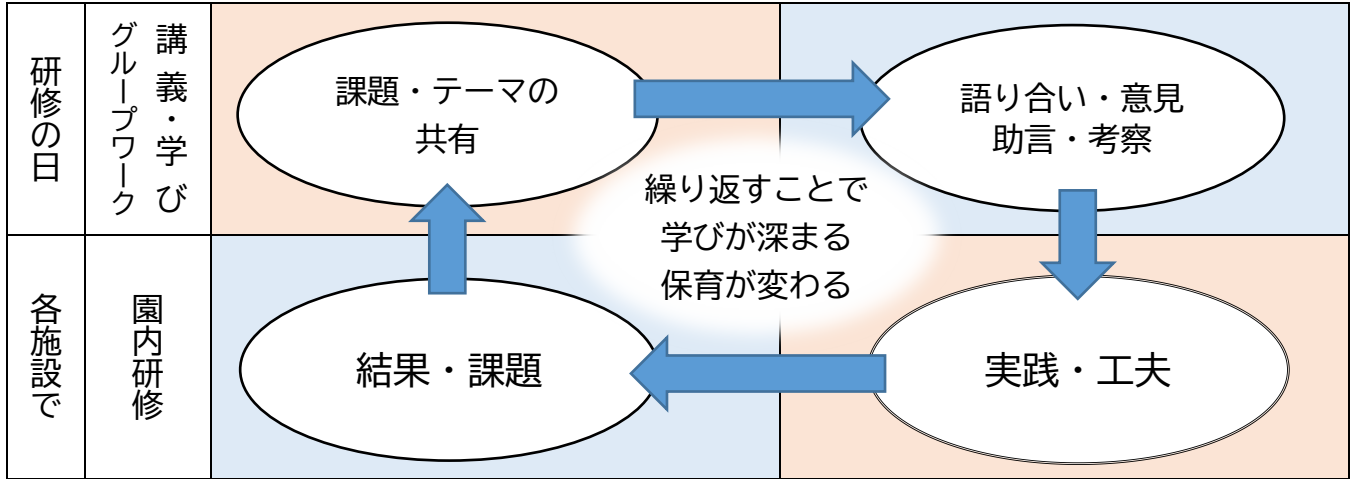 研修の日
講義・学び
グループワーク
課題・テーマの
共有
語り合い・意見
助言・考察
繰り返すことで
学びが深まる
保育が変わる
各施設で
園内研修
結果・課題
実践・工夫